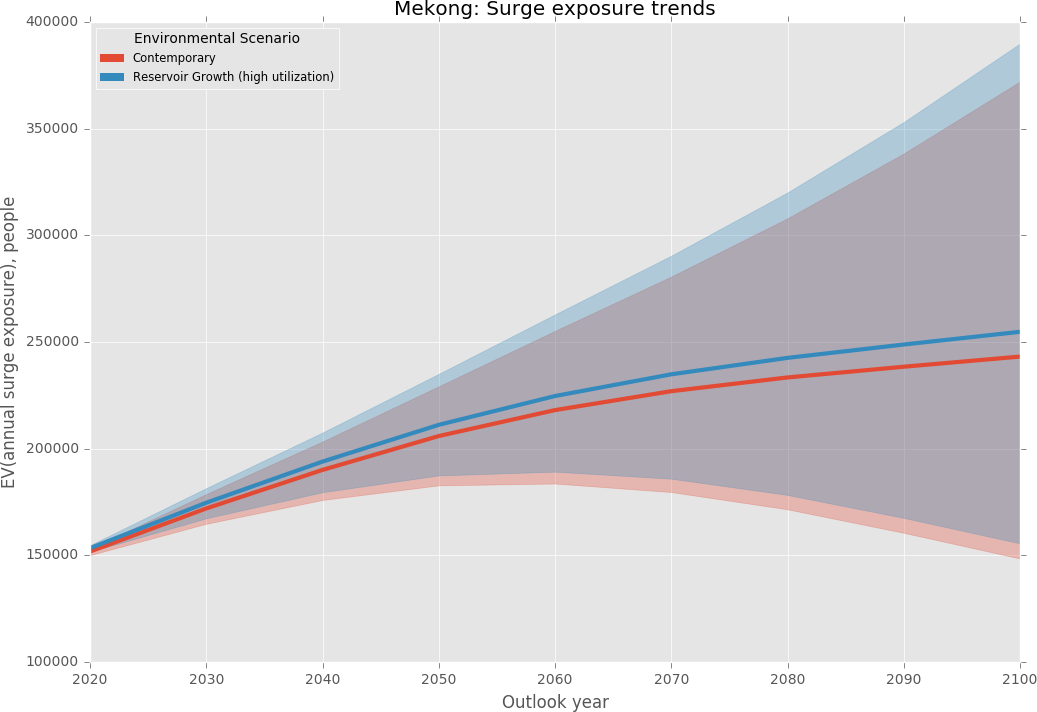 Mekong: Surge exposure trends
400000
350000
300000
250000
200000
150000
100000
EV(annual surge exposure), people
Environmental Scenario
Contemporary
Reservoir Growth (high utilization)
2020 2030 2040 2050 2060 2070 2080 2090 2100
Outlook year